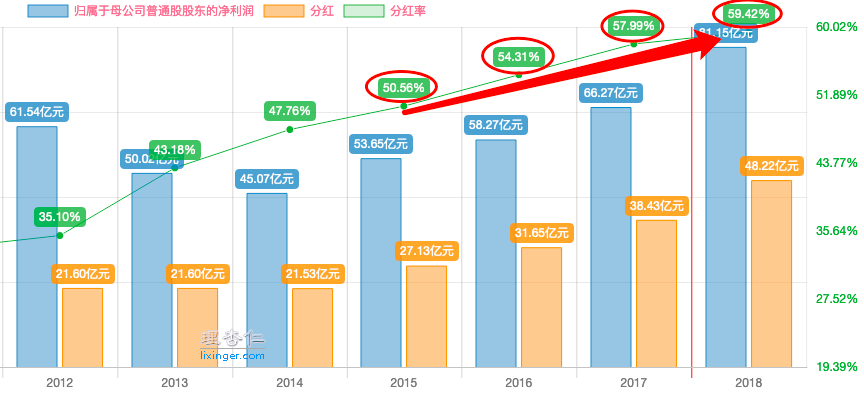 归属于母公司普通股股东的净利润 分红 分红率
60.02%
51.89%
43.77%
35.64%
27.52%
19.39%
61.54亿元
50.02亿元
45.07亿元
53.65亿元
58.27亿元
66.27亿元
81.15亿元
35.10%
43.18%
47.76%
50.56%
54.31%
57.99%
59.42%
21.60亿元
21.60亿元
21.53亿元
27.13亿元
31.65亿元
38.43亿元
48.22亿元
理杏仁
lixinger.com
2012 2013 2014 2015 2016 2017 2018